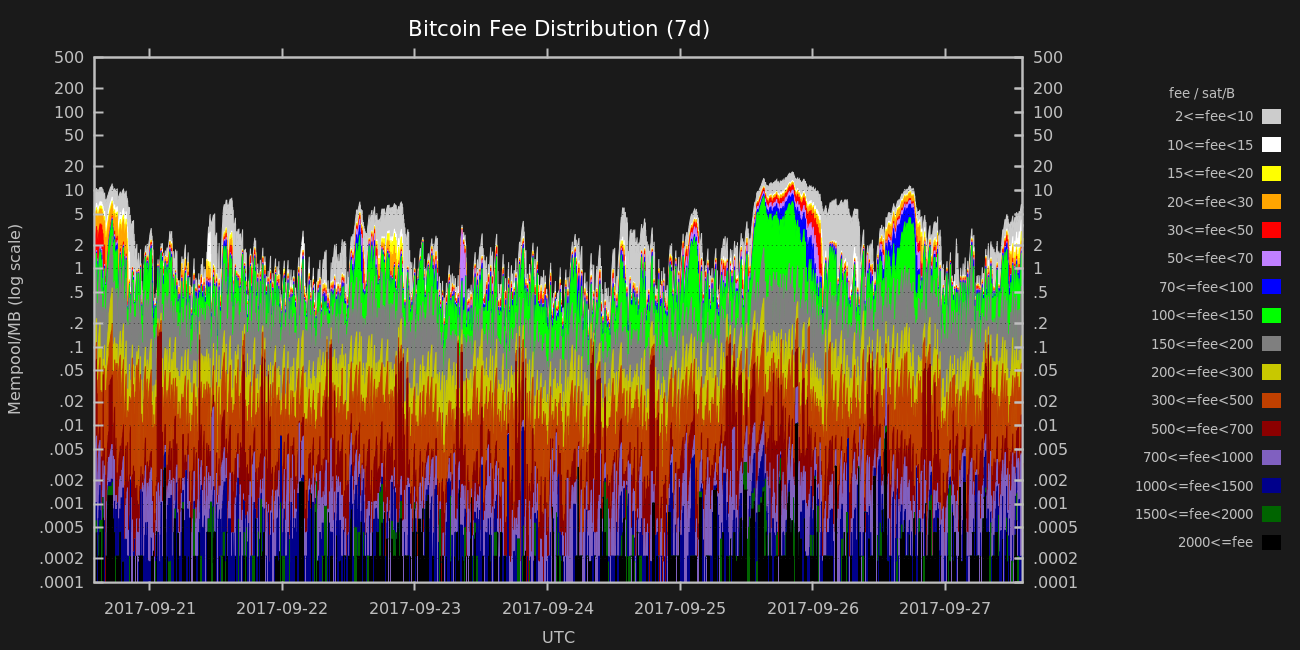 Bitcoin Fee Distribution (7d)
Mempool/MB (log scale)
500
200
100
50
20
10
5
2
1
.5
.2
.1
.05
.02
.01
.005
.002
.001
.0005
.0002
.0001
500
200
100
50
20
10
5
2
1
.5
.2
.1
.05
.02
.01
.005
.002
.001
.0005
.0002
.0001
2017-09-21 2017-09-22 2017-09-23 2017-09-24 2017-09-25 2017-09-26 2017-09-27
UTC
fee / sat/B
2<=fee<10
10<=fee<15
15<=fee<20
20<=fee<30
30<=fee<50
50<=fee<70
70<=fee<100
100<=fee<150
150<=fee<200
200<=fee<300
300<=fee<500
500<=fee<700
700<=fee<1000
1000<=fee<1500
1500<=fee<2000
2000<=fee